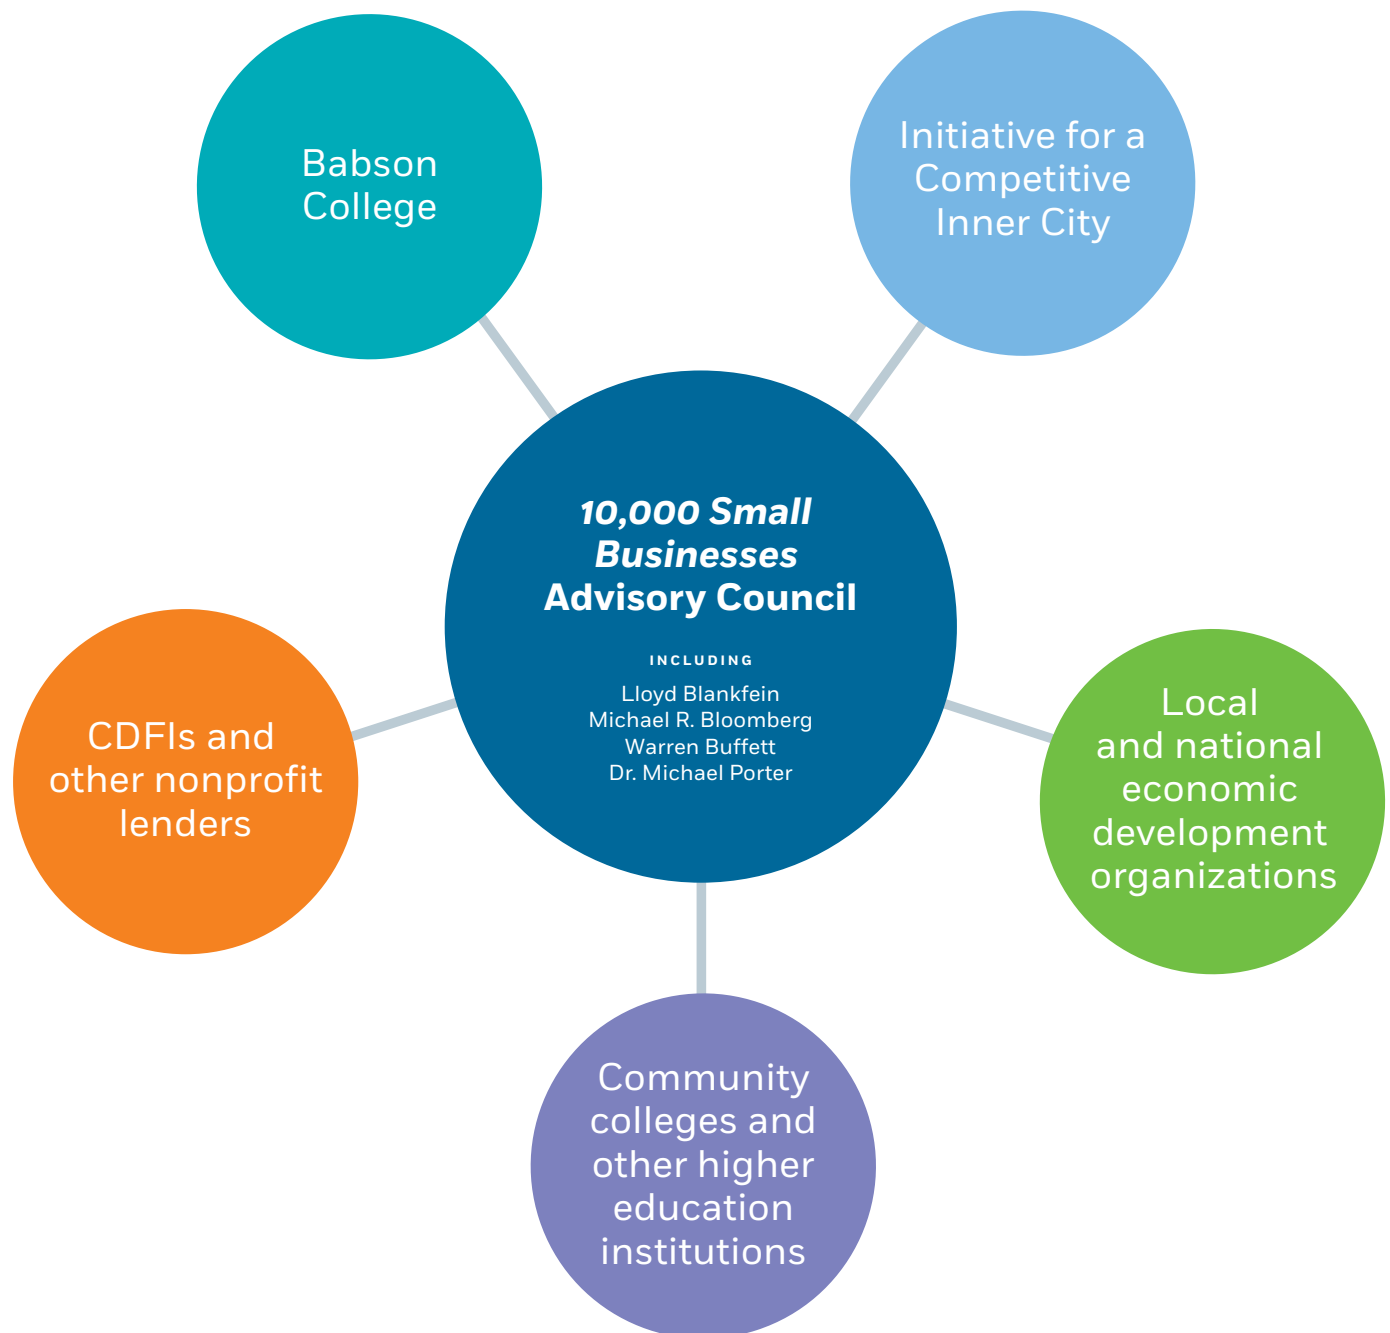 Babson
College
Initiative for a
Competitive
Inner City
10,000 Small
Businesses
Advisory Council
INCLUDING
Lloyd Blankfein
Michael R. Bloomberg
Warren Buffett
Dr. Michael Porter
CDFIs and
other nonprofit
lenders
Local
and national
economic
development
organizations
Community
colleges and
other higher
education
institutions